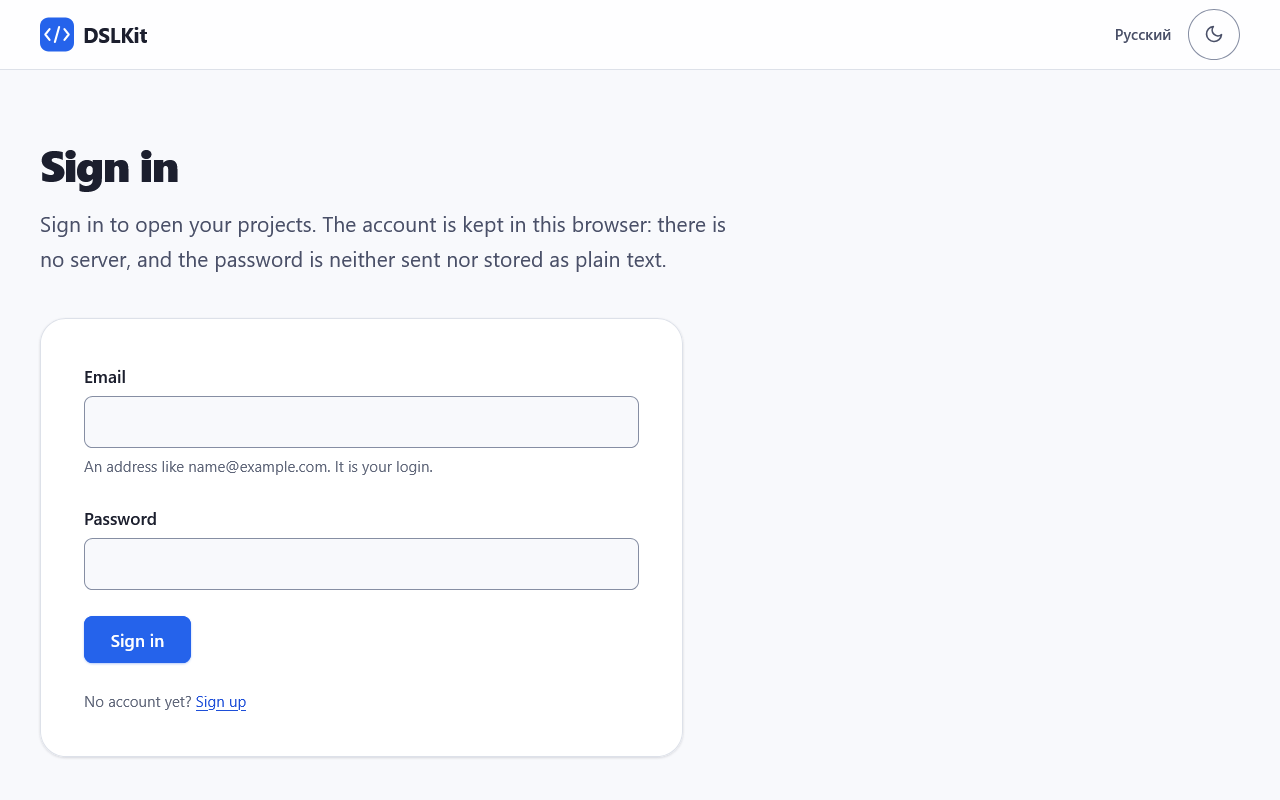 DSLKit
Русский
Sign in
Sign in to open your projects. The account is kept in this browser: there is
no server, and the password is neither sent nor stored as plain text.
Email
An address like name@example.com. It is your login.
Password
Sign in
No account yet? Sign up